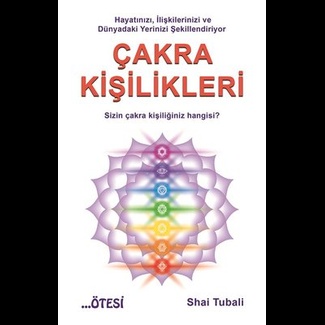 Hayatınızı, İlişkilerinizi ve
Dünyadaki Yerinizi Şekillendiriyor
ÇAKRA
KİŞİLİKLERİ
Sizin çakra kişiliğiniz hangisi?
...ÖTESİ
Shai Tubali